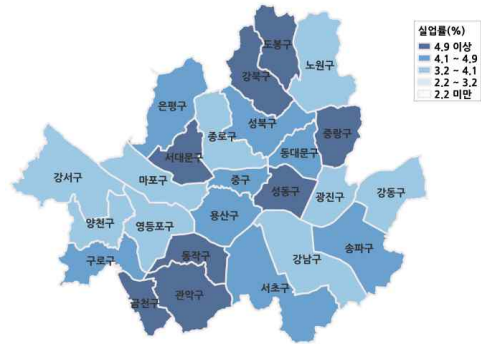 실업률(%)
4.9 이상
4.1 ~ 4.9
3.2 ~ 4.1
2.2 ~ 3.2
2.2 미만
도봉구
노원구
강북구
은평구
성북구
중랑구
종로구
서대문구
동대문구
강서구
마포구
중구
성동구
광진구
강동구
양천구
영등포구
용산구
송파구
구로구
동작구
강남구
서초구
금천구
관악구